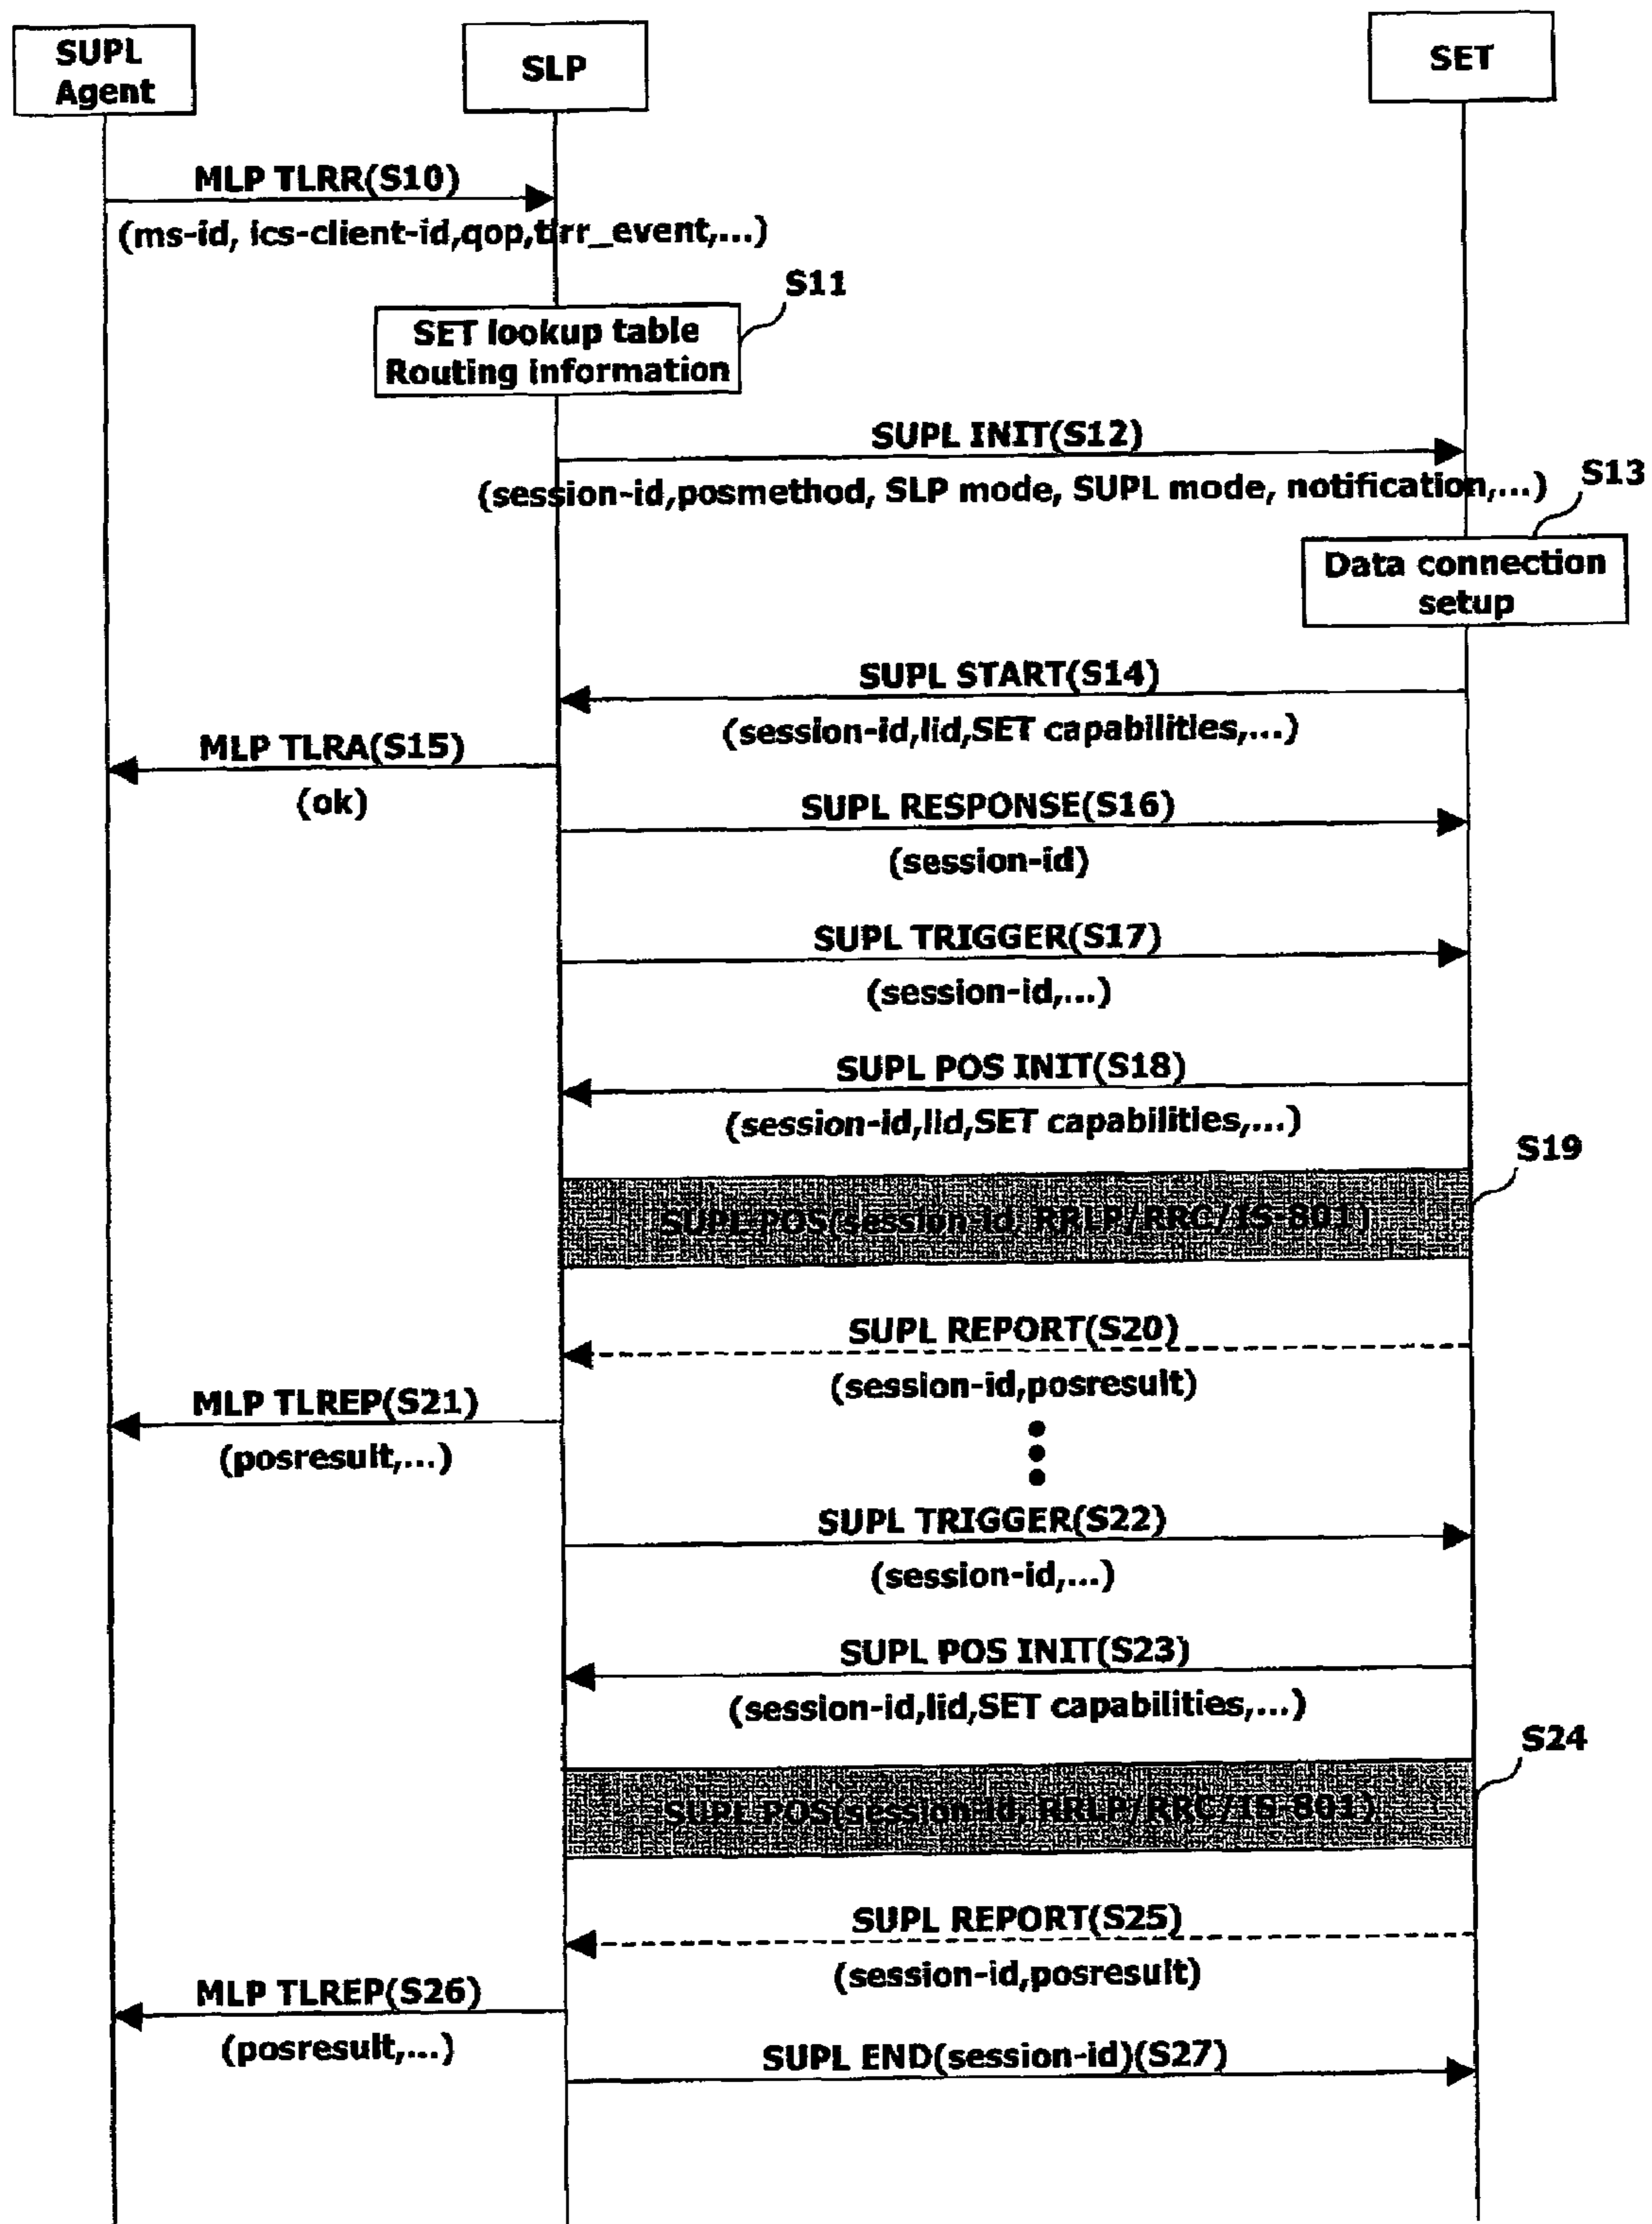 SUPL
Agent
SLP
SET
MLP TLRR(S10)
(ms-id, lcs-client-id,qop,tlrr_event,...)
S11
SET lookup table
Routing information
SUPL INIT(S12)
(session-id,posmethod, SLP mode, SUPL mode, notification,...)
S13
Data connection
setup
SUPL START(S14)
(session-id,lid,SET capabilities,...)
MLP TLRA(S15)
(ok)
SUPL RESPONSE(S16)
(session-id)
SUPL TRIGGER(S17)
(session-id,...)
SUPL POS INIT(S18)
(session-id,lid,SET capabilities,...)
S19
SUPL POS(session-id, RRLP/RRC/IS-801)
SUPL REPORT(S20)
(session-id,posresult)
MLP TLREP(S21)
(posresult,...)
SUPL TRIGGER(S22)
(session-id,...)
SUPL POS INIT(S23)
(session-id,lid,SET capabilities,...)
S24
SUPL POS(session-id, RRLP/RRC/IS-801)
SUPL REPORT(S25)
(session-id,posresult)
MLP TLREP(S26)
(posresult,...)
SUPL END(session-id)(S27)